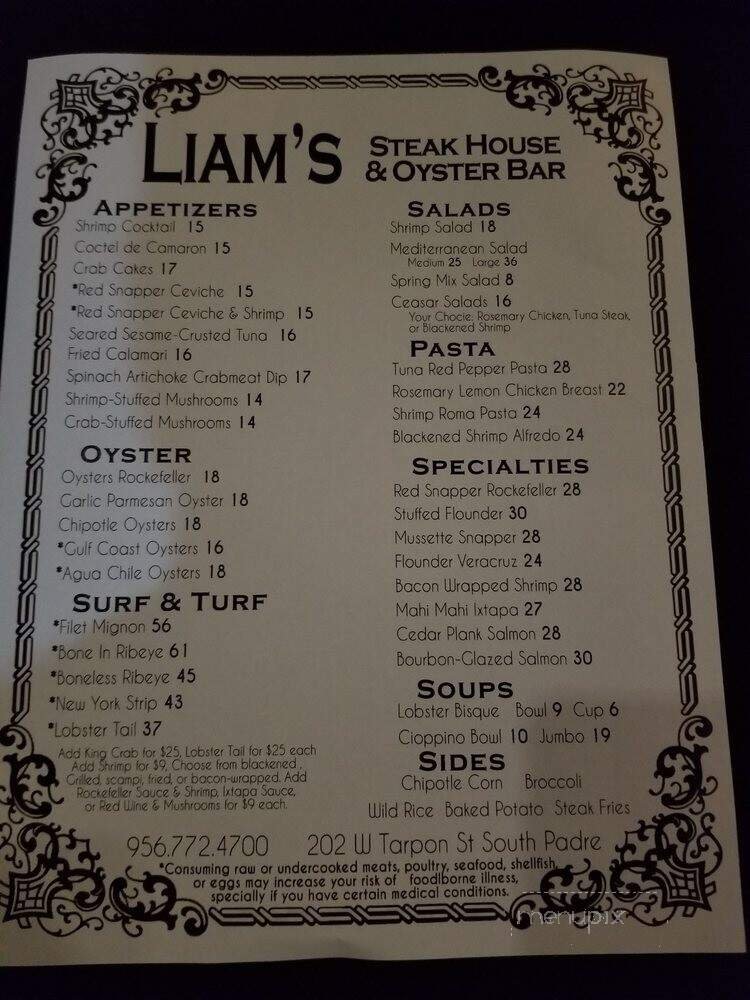 LIAM'S STEAK HOUSE
& OYSTER BAR
APPETIZERS
Shrimp Cocktail 15
Coctel de Camaron 15
Crab Cakes 17
*Red Snapper Ceviche 15
*Red Snapper Ceviche & Shrimp 15
Seared Sesame-Crusted Tuna 16
Fried Calamari 16
Spinach Artichoke Crabmeat Dip 17
Shrimp-Stuffed Mushrooms 14
Crab-Stuffed Mushrooms 14
OYSTER
Oysters Rockefeller 18
Garlic Parmesan Oyster 18
Chipotle Oysters 18
*Gulf Coast Oysters 16
*Agua Chile Oysters 18
SURF & TURF
*Filet Mignon 56
*Bone In Ribeye 61
*Boneless Ribeye 45
*New York Strip 43
*Lobster Tail 37
Add King Crab for $25, Lobster Tail for $25 each
Add Shrimp for $9, Choose from blackened,
Grilled, scampi, fried, or bacon-wrapped. Add
Rockefeller Sauce & Shrimp, Ixtapa Sauce,
or Red Wine & Mushrooms for $9 each.
SALADS
Shrimp Salad 18
Mediterranean Salad
Medium 25 Large 36
Spring Mix Salad 8
Ceasar Salads 16
Your Chocie: Rosemary Chicken, Tuna Steak,
or Blackened Shrimp
PASTA
Tuna Red Pepper Pasta 28
Rosemary Lemon Chicken Breast 22
Shrimp Roma Pasta 24
Blackened Shrimp Alfredo 24
SPECIALTIES
Red Snapper Rockefeller 28
Stuffed Flounder 30
Mussette Snapper 28
Flounder Veracruz 24
Bacon Wrapped Shrimp 28
Mahi Mahi Ixtapa 27
Cedar Plank Salmon 28
Bourbon-Glazed Salmon 30
SOUPS
Lobster Bisque Bowl 9 Cup 6
Cioppino Bowl 10 Jumbo 19
SIDES
Chipotle Corn Broccoli
Wild Rice Baked Potato Steak Fries
956.772.4700 202 W Tarpon St South Padre
*Consuming raw or undercooked meats, poultry, seafood, shellfish,
or eggs may increase your risk of foodlborne illness,
specially if you have certain medical conditions.
menupix